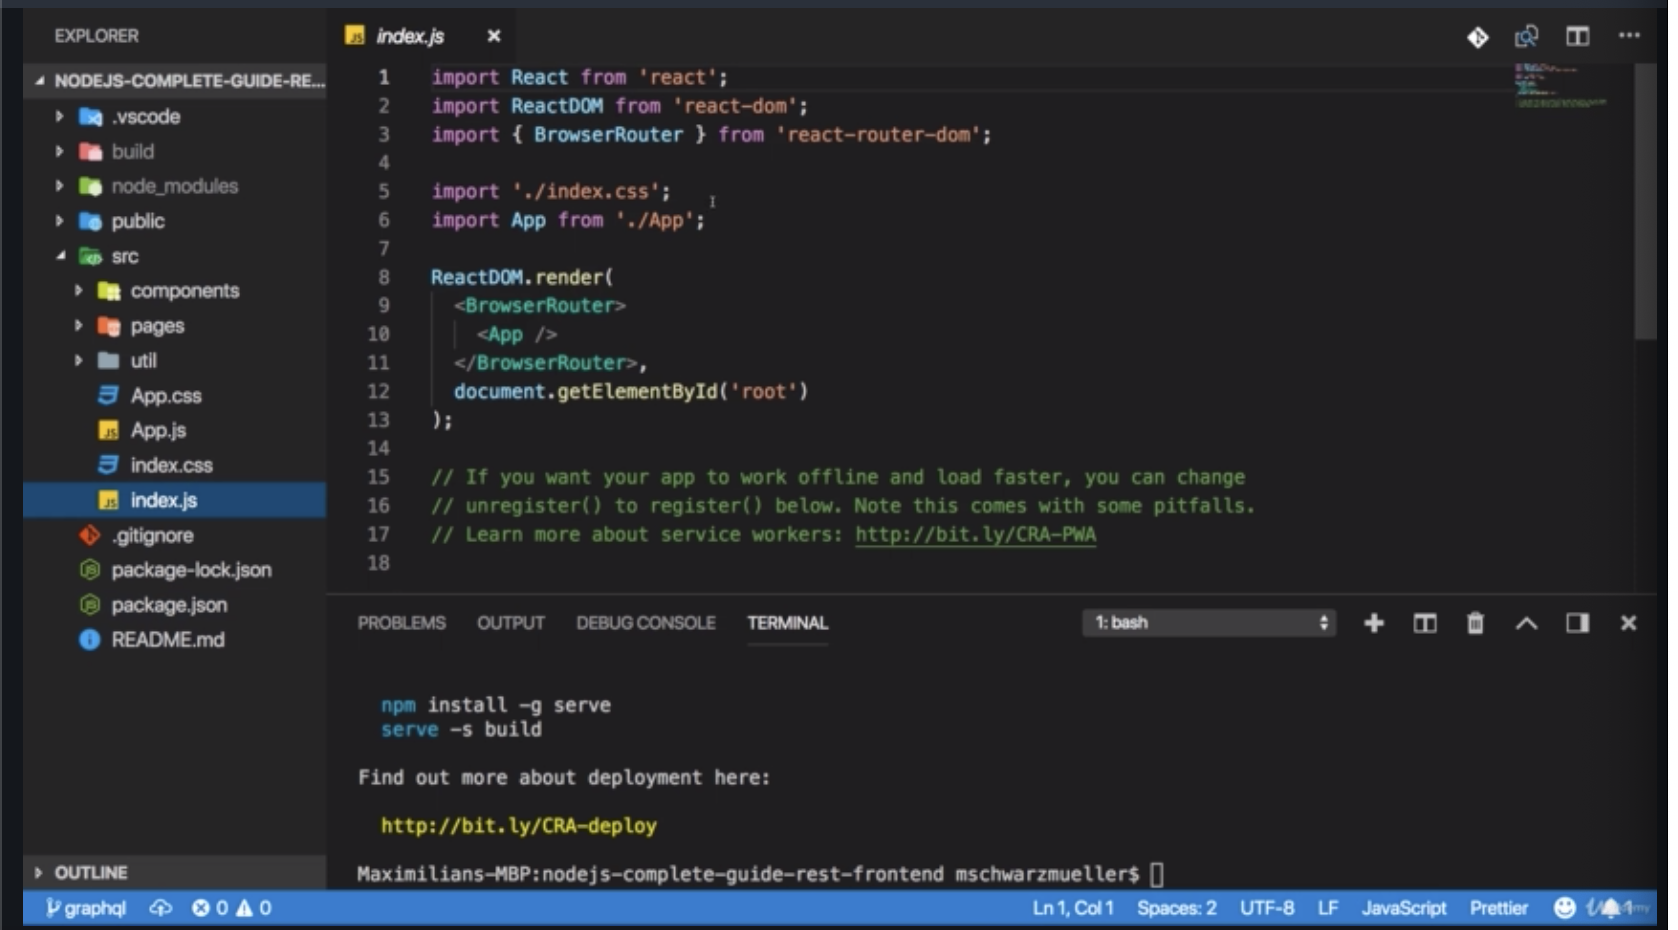 EXPLORER
NODEJS-COMPLETE-GUIDE-RE...
.vscode
build
node_modules
public
src
components
pages
util
App.css
App.js
index.css
index.js
.gitignore
package-lock.json
package.json
README.md
OUTLINE
index.js
1 import React from 'react';
2 import ReactDOM from 'react-dom';
3 import { BrowserRouter } from 'react-router-dom';
4
5 import './index.css';
6 import App from './App';
7
8 ReactDOM.render(
9 <BrowserRouter>
10 <App />
11 </BrowserRouter>,
12 document.getElementById('root')
13 );
14
15 // If you want your app to work offline and load faster, you can change
16 // unregister() to register() below. Note this comes with some pitfalls.
17 // Learn more about service workers: http://bit.ly/CRA-PWA
18
PROBLEMS OUTPUT DEBUG CONSOLE TERMINAL 1: bash
npm install -g serve
serve -s build
Find out more about deployment here:
http://bit.ly/CRA-deploy
Maximilians-MBP:nodejs-complete-guide-rest-frontend mschwarzmueller$
graphql 0 0 Ln 1, Col 1 Spaces: 2 UTF-8 LF JavaScript Prettier 1